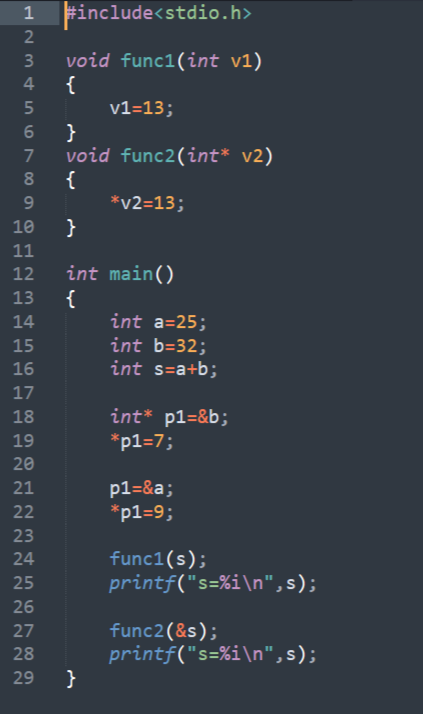 1 #include<stdio.h>
2
3 void func1(int v1)
4 {
5     v1=13;
6 }
7 void func2(int* v2)
8 {
9     *v2=13;
10 }
11
12 int main()
13 {
14     int a=25;
15     int b=32;
16     int s=a+b;
17
18     int* p1=&b;
19     *p1=7;
20
21     p1=&a;
22     *p1=9;
23
24     func1(s);
25     printf("s=%i\n",s);
26
27     func2(&s);
28     printf("s=%i\n",s);
29 }